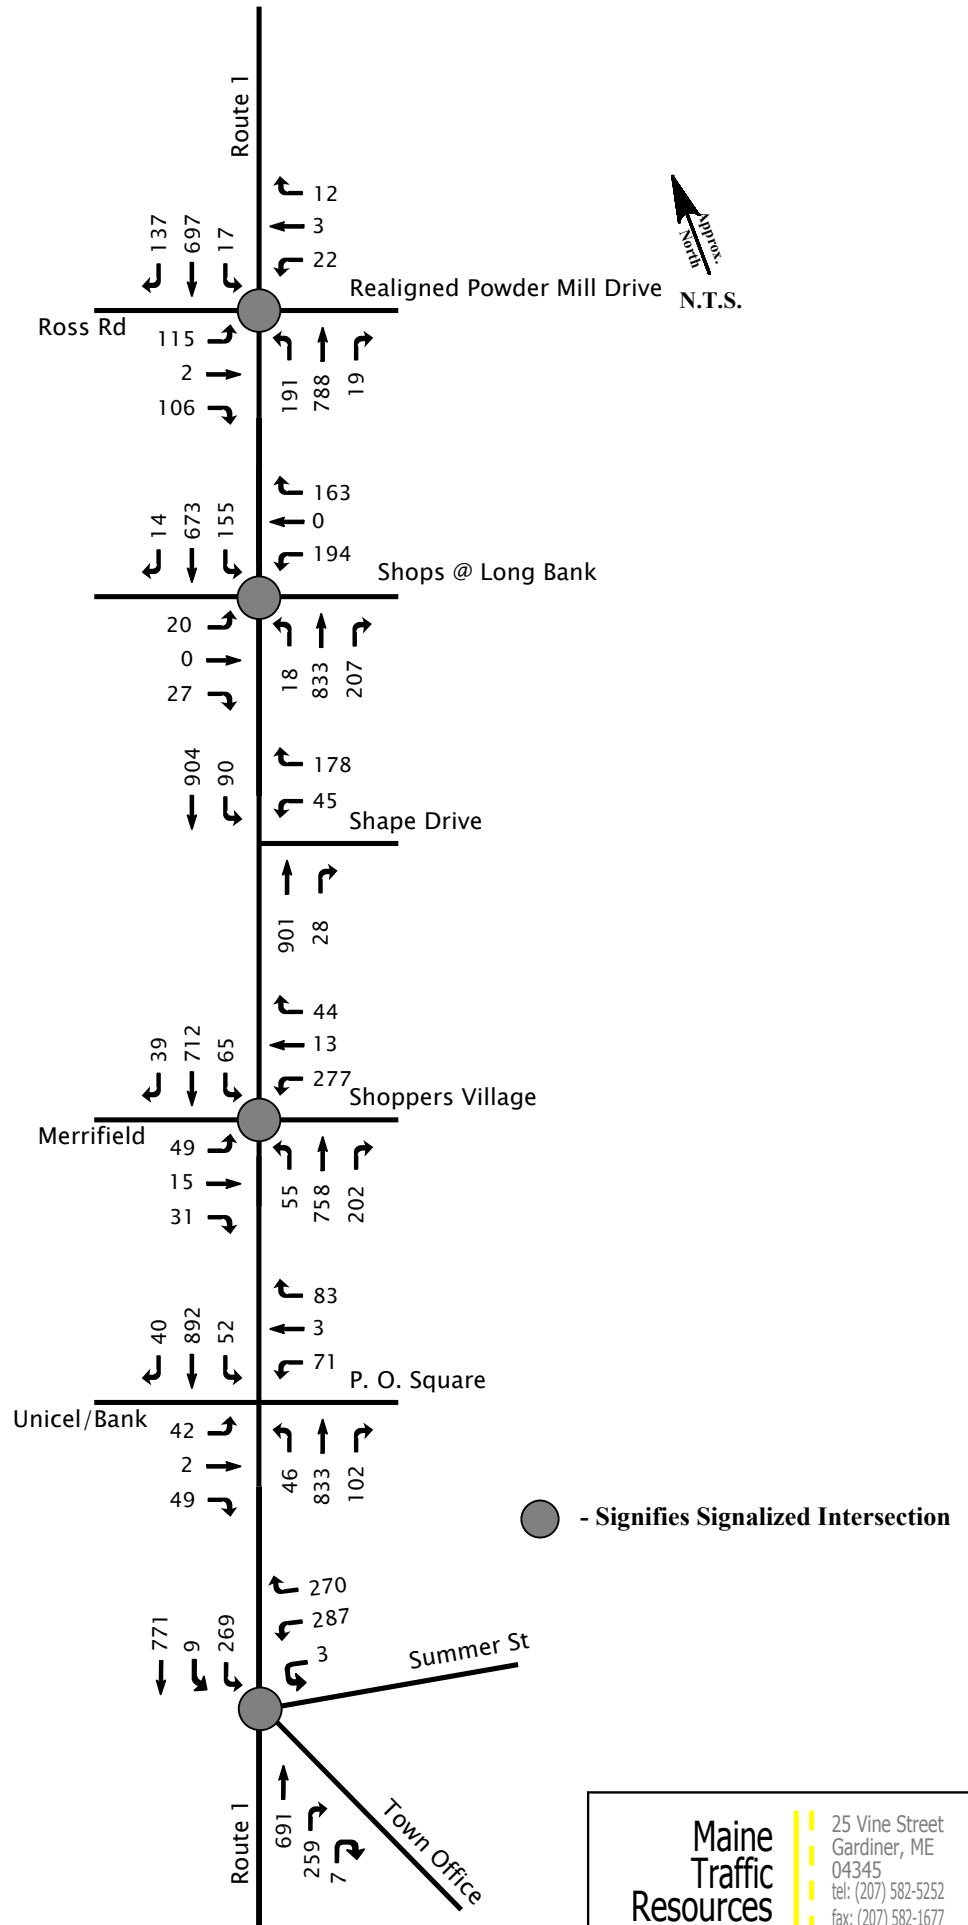 Route 1
12
3
22
137
697
17
Approx.
North
N.T.S.
Realigned Powder Mill Drive
Ross Rd
115
2
106
191
788
19
163
0
194
14
673
155
Shops @ Long Bank
20
0
27
18
833
207
904
90
178
45
Shape Drive
901
28
44
13
277
39
712
65
Shoppers Village
Merrifield
49
15
31
55
758
202
83
3
71
40
892
52
P. O. Square
Unicel/Bank
42
2
49
46
833
102
- Signifies Signalized Intersection
270
287
3
771
9
269
Summer St
691
259
7
Town Office
Route 1
Maine
Traffic
Resources
25 Vine Street
Gardiner, ME
04345
tel: (207) 582-5252
fax: (207) 582-1677